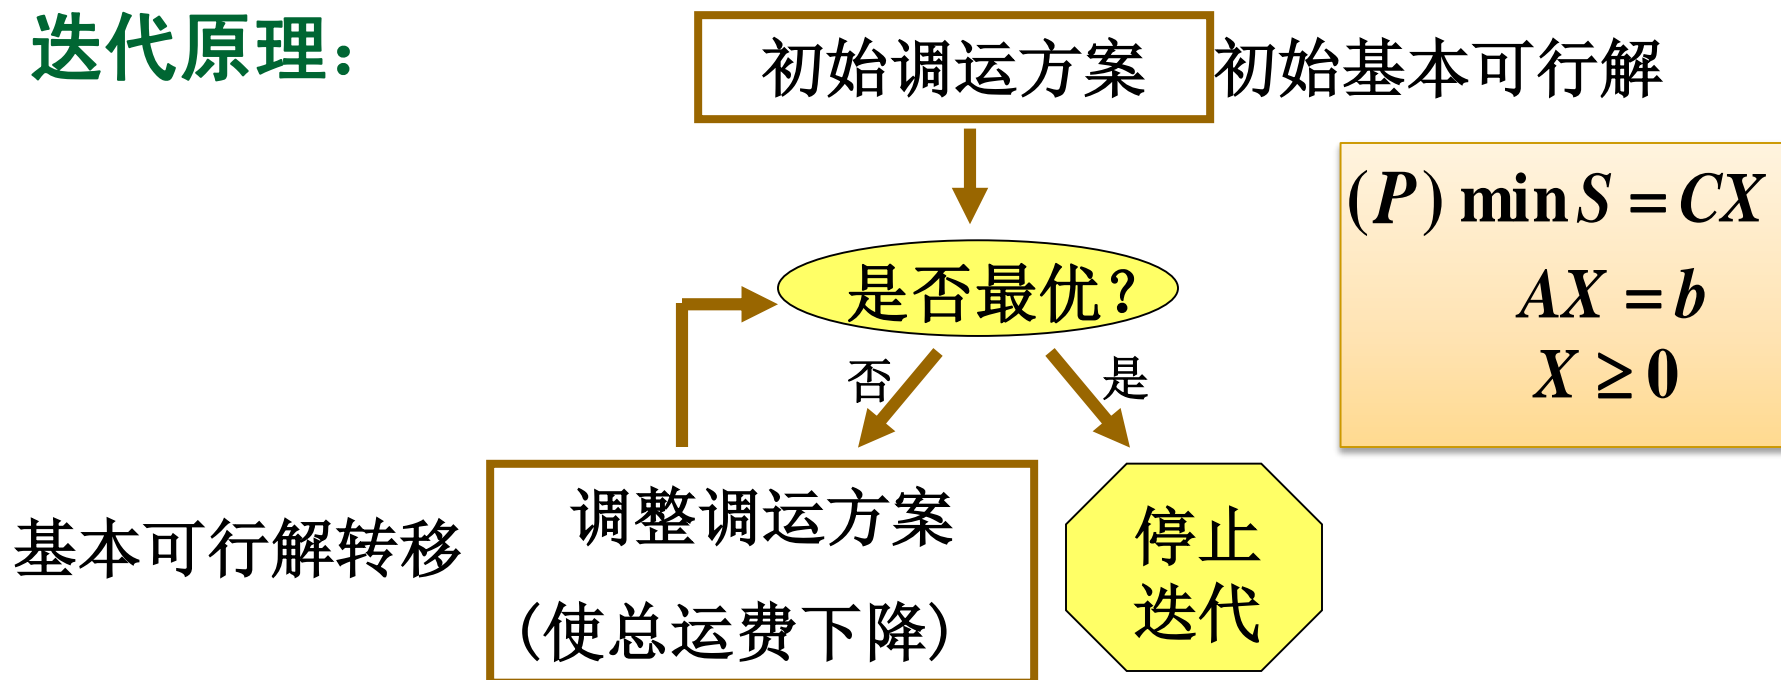 迭代原理：
初始调运方案
初始基本可行解
(P) min S = CX
AX = b
X ≥ 0
是否最优？
否
是
基本可行解转移
调整调运方案
(使总运费下降)
停止
迭代